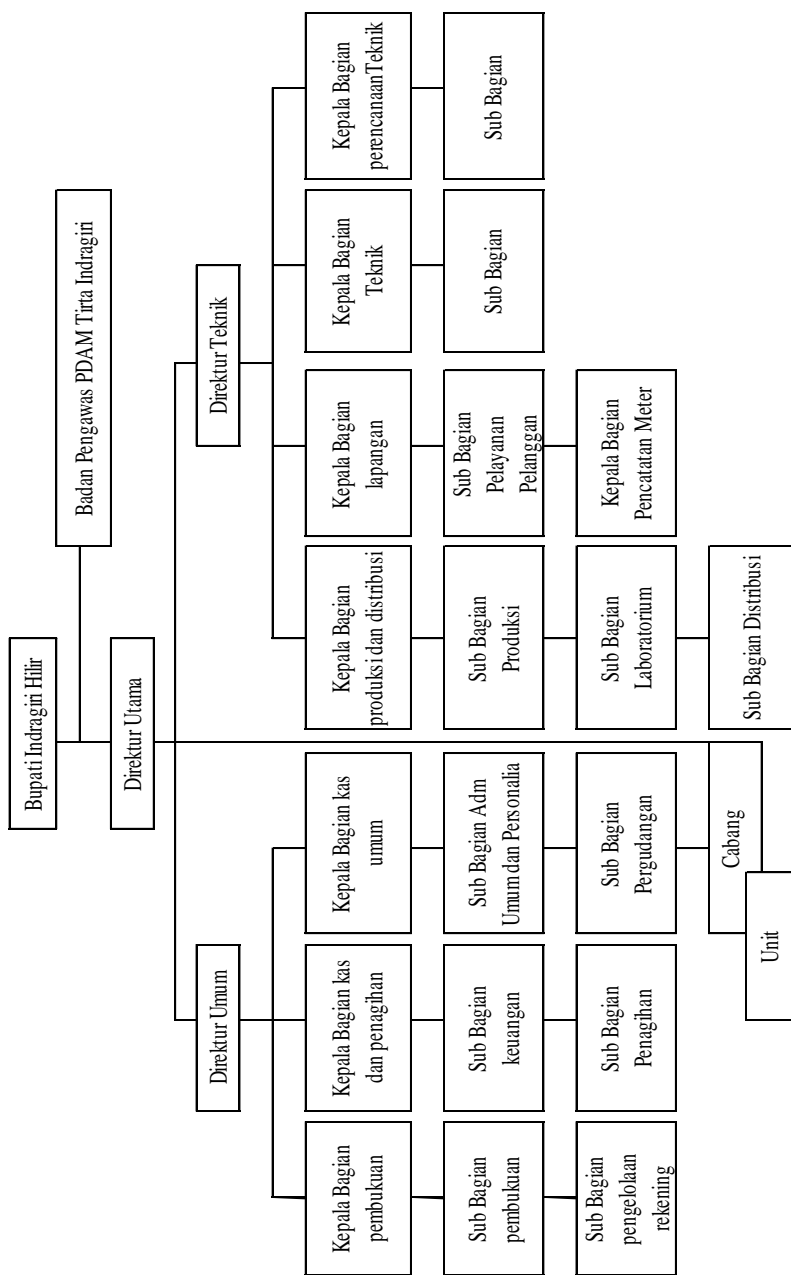 Bupati Indragiri Hilir
Badan Pengawas PDAM Tirta Indragiri
Direktur Utama
Direktur Umum
Direktur Teknik
Kepala Bagian
pembukuan
Kepala Bagian kas
dan penagihan
Kepala Bagian kas
umum
Kepala Bagian
produksi dan distribusi
Kepala Bagian
lapangan
Kepala Bagian
Teknik
Kepala Bagian
perencanaanTeknik
Sub Bagian
pembukuan
Sub Bagian
keuangan
Sub Bagian Adm
Umum dan Personalia
Sub Bagian
Produksi
Sub Bagian
Pelayanan
Pelanggan
Sub Bagian
Sub Bagian
Sub Bagian
pengelolaan
rekening
Sub Bagian
Penagihan
Sub Bagian
Pergudangan
Sub Bagian
Laboratorium
Kepala Bagian
Pencatatan Meter
Cabang
Sub Bagian Distribusi
Unit